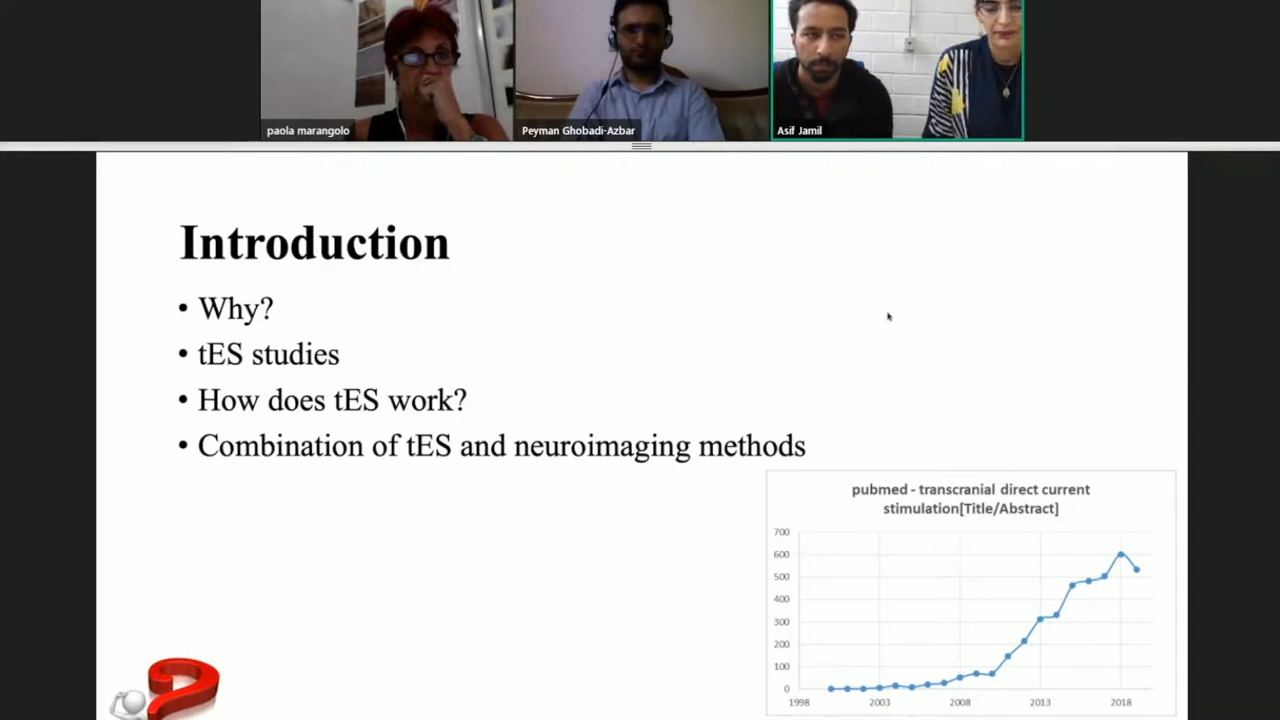 paola marangolo
Peyman Ghobadi-Azbar
Asif Jamil
Introduction
• Why?
• tES studies
• How does tES work?
• Combination of tES and neuroimaging methods
pubmed - transcranial direct current
stimulation[Title/Abstract]
700
600
500
400
300
200
100
0
1998
2003
2008
2013
2018